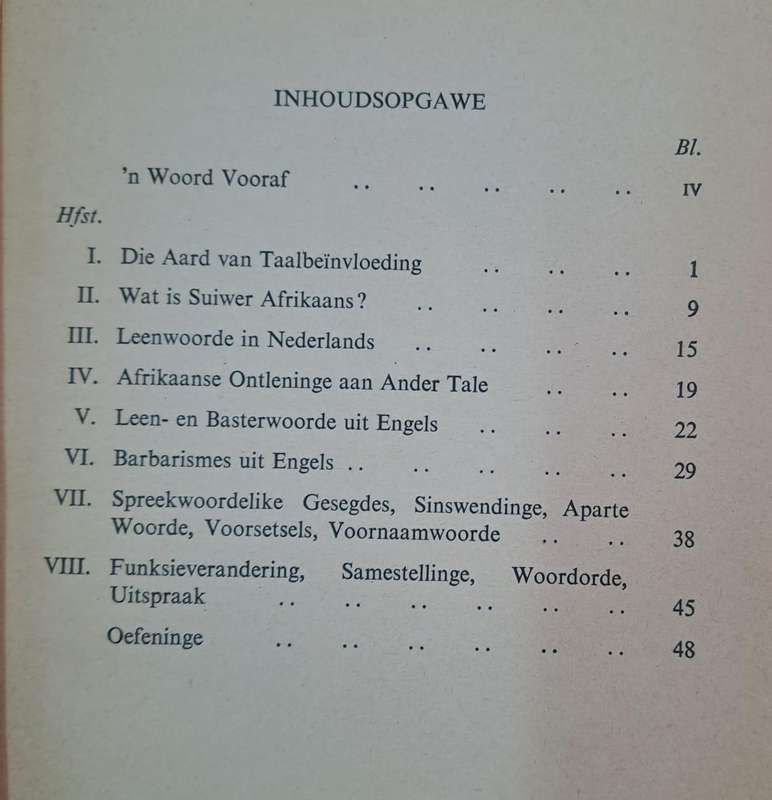 INHOUDSOPGAWE
Bl.
'n Woord Vooraf .. .. .. .. .. IV
Hfst.
I. Die Aard van Taalbeïnvloeding .. .. .. 1
II. Wat is Suiwer Afrikaans? .. .. .. .. 9
III. Leenwoorde in Nederlands .. .. .. .. 15
IV. Afrikaanse Ontleninge aan Ander Tale .. .. 19
V. Leen- en Basterwoorde uit Engels .. .. .. 22
VI. Barbarismes uit Engels .. .. .. .. .. 29
VII. Spreekwoordelike Gesegdes, Sinswendinge, Aparte
Woorde, Voorsetsels, Voornaamwoorde .. .. 38
VIII. Funksieverandering, Samestellinge, Woordorde,
Uitspraak .. .. .. .. .. .. 45
Oefeninge .. .. .. .. .. .. 48